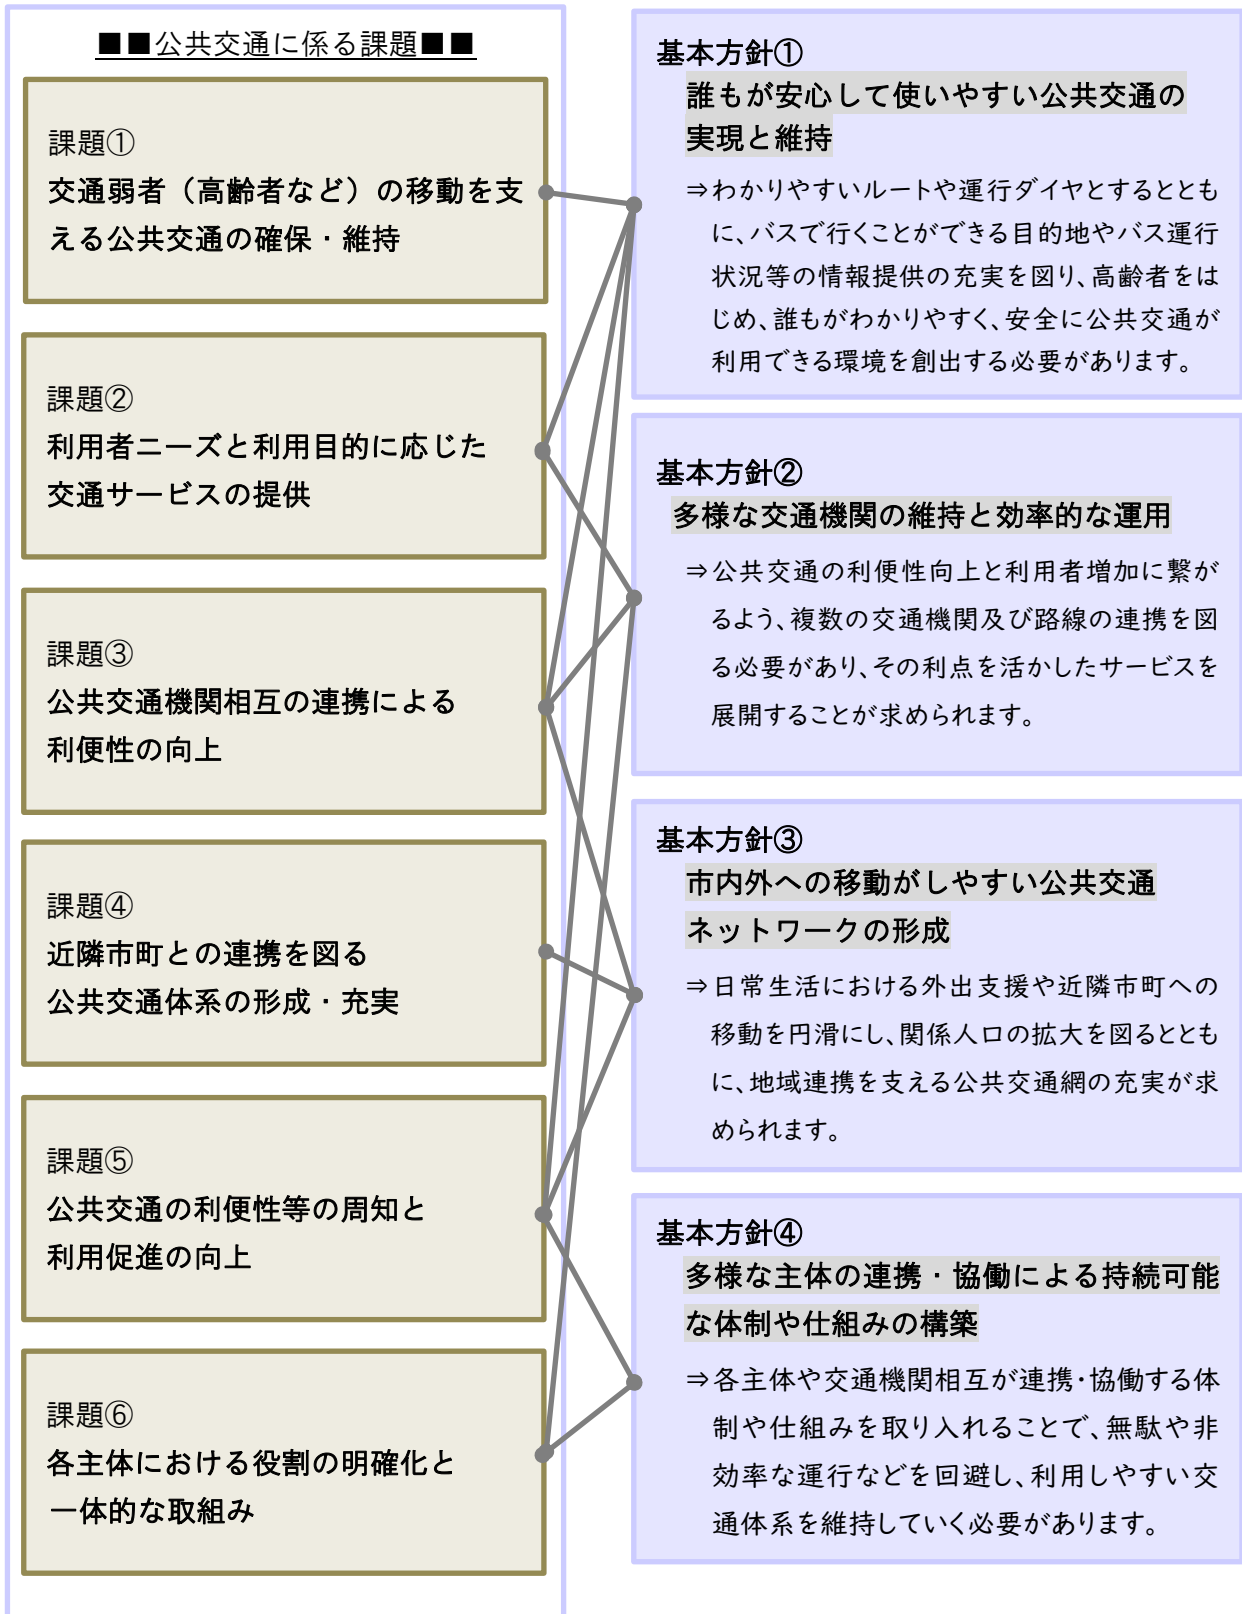 ■■公共交通に係る課題■■
課題①
交通弱者（高齢者など）の移動を支
える公共交通の確保・維持
課題②
利用者ニーズと利用目的に応じた
交通サービスの提供
課題③
公共交通機関相互の連携による
利便性の向上
課題④
近隣市町との連携を図る
公共交通体系の形成・充実
課題⑤
公共交通の利便性等の周知と
利用促進の向上
課題⑥
各主体における役割の明確化と
一体的な取組み
基本方針①
誰もが安心して使いやすい公共交通の
実現と維持
⇒わかりやすいルートや運行ダイヤとするととも
に、バスで行くことができる目的地やバス運行
状況等の情報提供の充実を図り、高齢者をは
じめ、誰もがわかりやすく、安全に公共交通が
利用できる環境を創出する必要があります。
基本方針②
多様な交通機関の維持と効率的な運用
⇒公共交通の利便性向上と利用者増加に繋が
るよう、複数の交通機関及び路線の連携を図
る必要があり、その利点を活かしたサービスを
展開することが求められます。
基本方針③
市内外への移動がしやすい公共交通
ネットワークの形成
⇒日常生活における外出支援や近隣市町への
移動を円滑にし、関係人口の拡大を図るととも
に、地域連携を支える公共交通網の充実が求
められます。
基本方針④
多様な主体の連携・協働による持続可能
な体制や仕組みの構築
⇒各主体や交通機関相互が連携・協働する体
制や仕組みを取り入れることで、無駄や非
効率な運行などを回避し、利用しやすい交
通体系を維持していく必要があります。